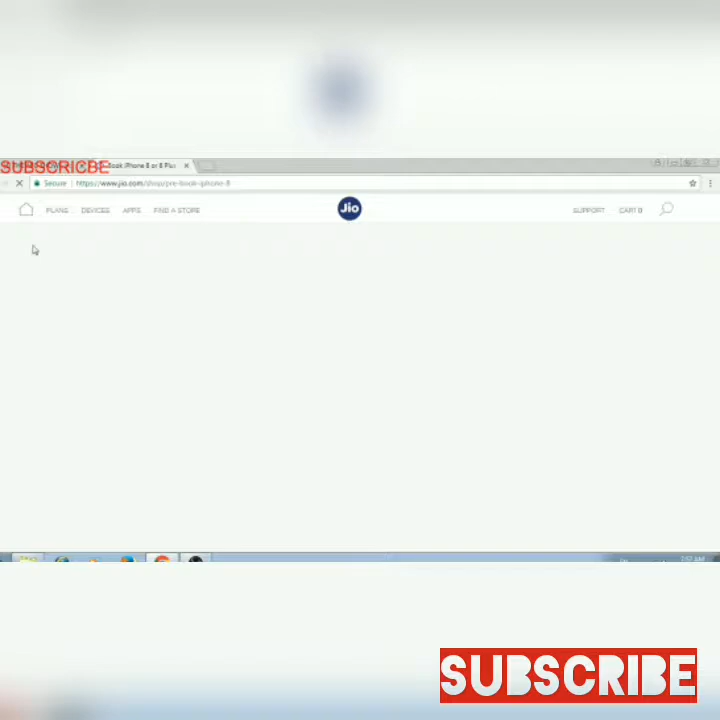 SUBSCRICBE
Book iPhone 8 or 8 Plus
Secure https://www.jio.com/shop/pre-book-iphone-8
PLANS DEVICES APPS FIND A STORE Jio SUPPORT CART 0
SUBSCRIBE